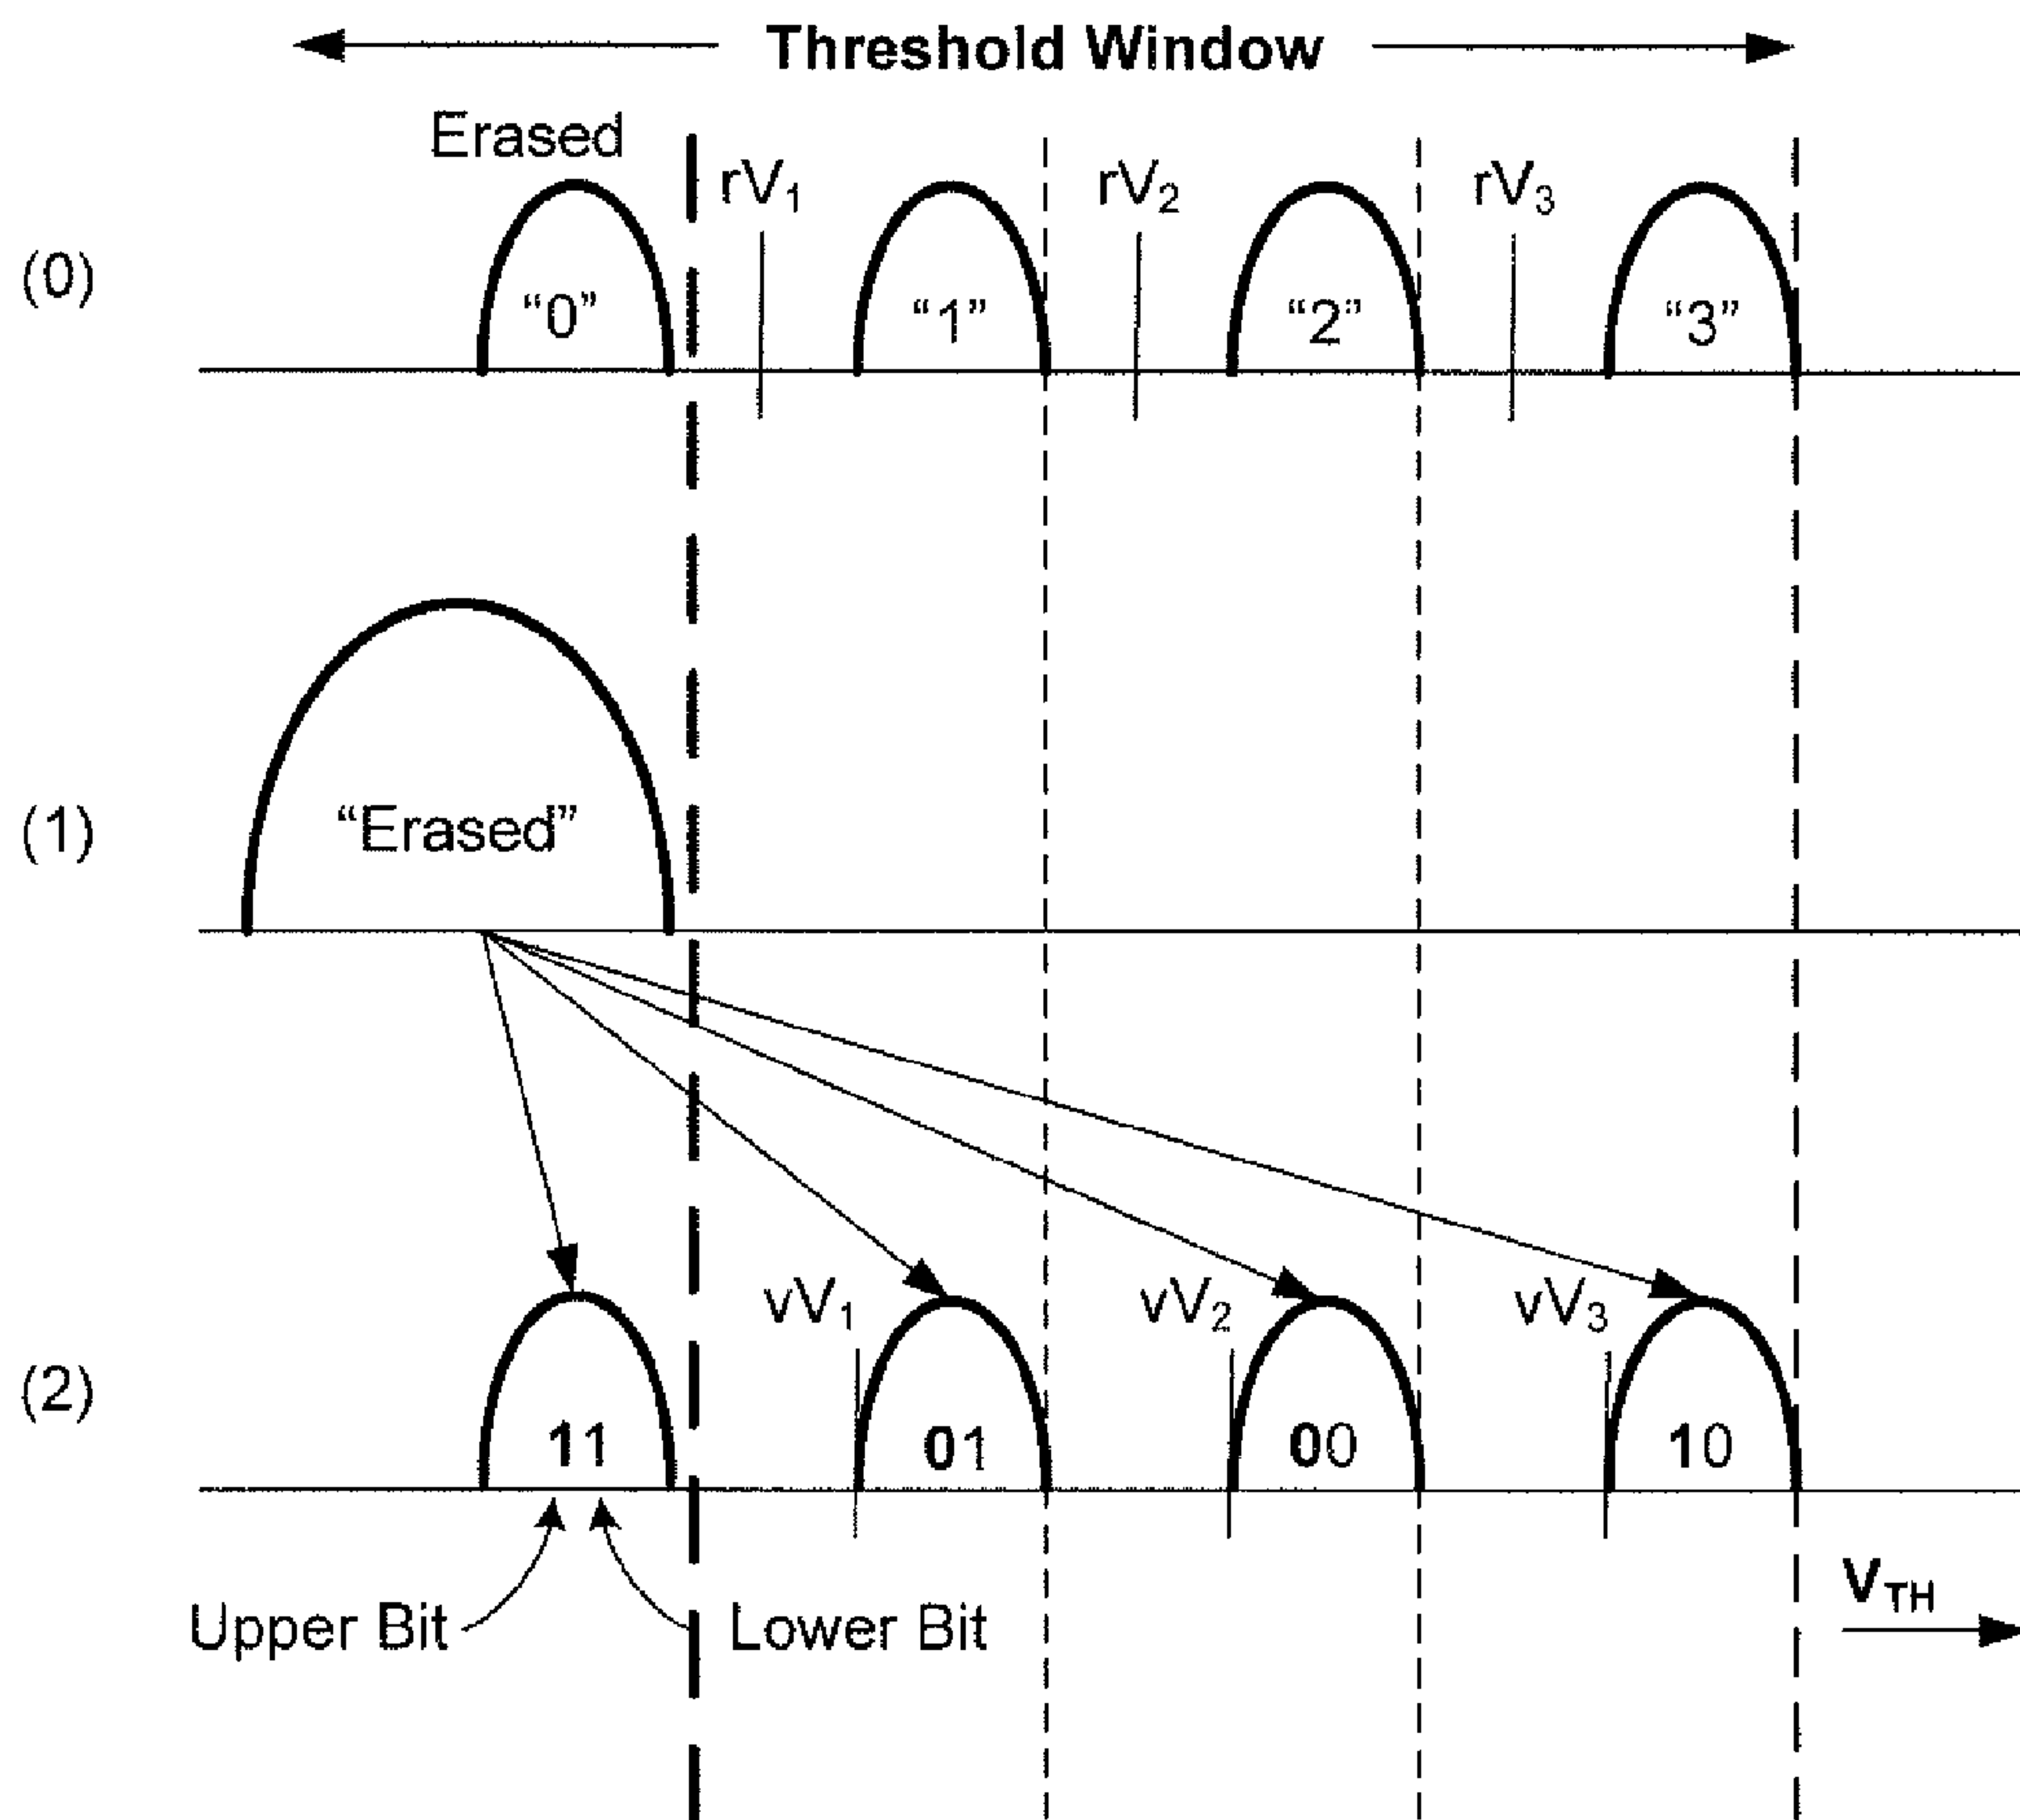 Threshold Window
Erased
rV₁ rV₂ rV₃
(0) “0” “1” “2” “3”
(1) “Erased”
vV₁ vV₂ vV₃
(2) 11 01 00 10
Upper Bit Lower Bit
V_TH